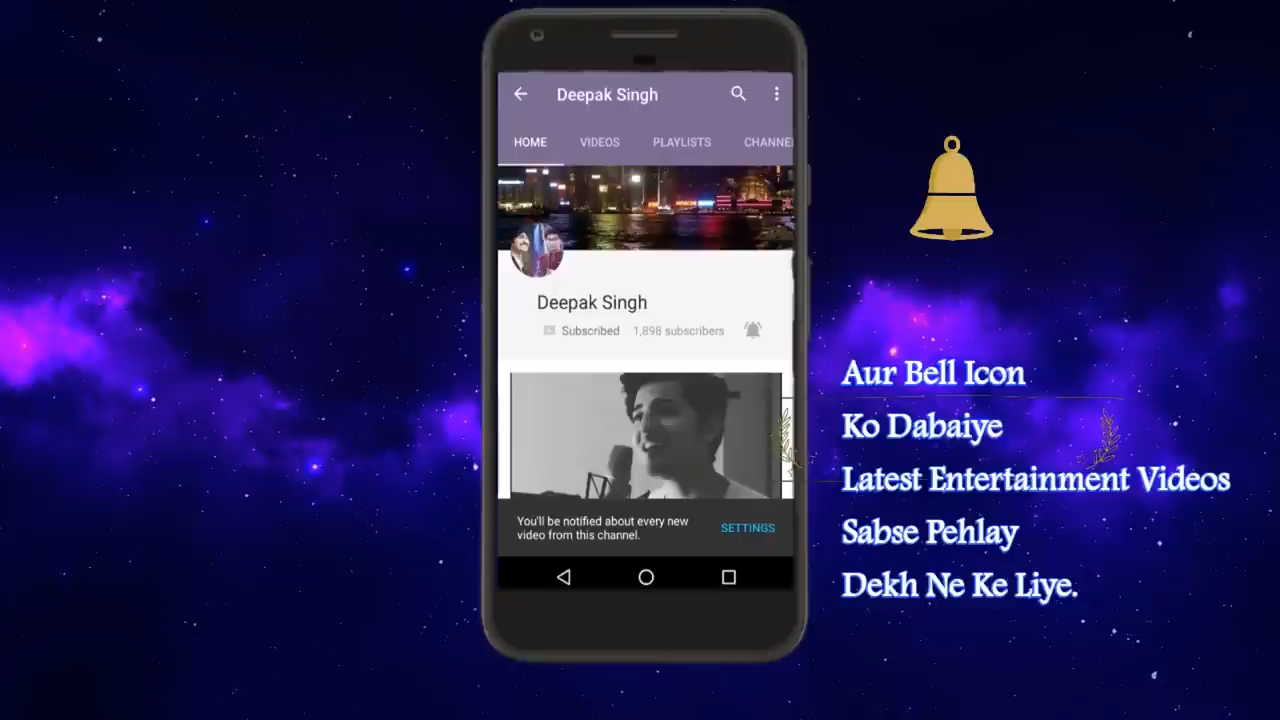 Deepak Singh
HOME VIDEOS PLAYLISTS CHANNE
Deepak Singh
Subscribed 1,898 subscribers
You'll be notified about every new
video from this channel.
SETTINGS
Aur Bell Icon
Ko Dabaiye
Latest Entertainment Videos
Sabse Pehlay
Dekh Ne Ke Liye.